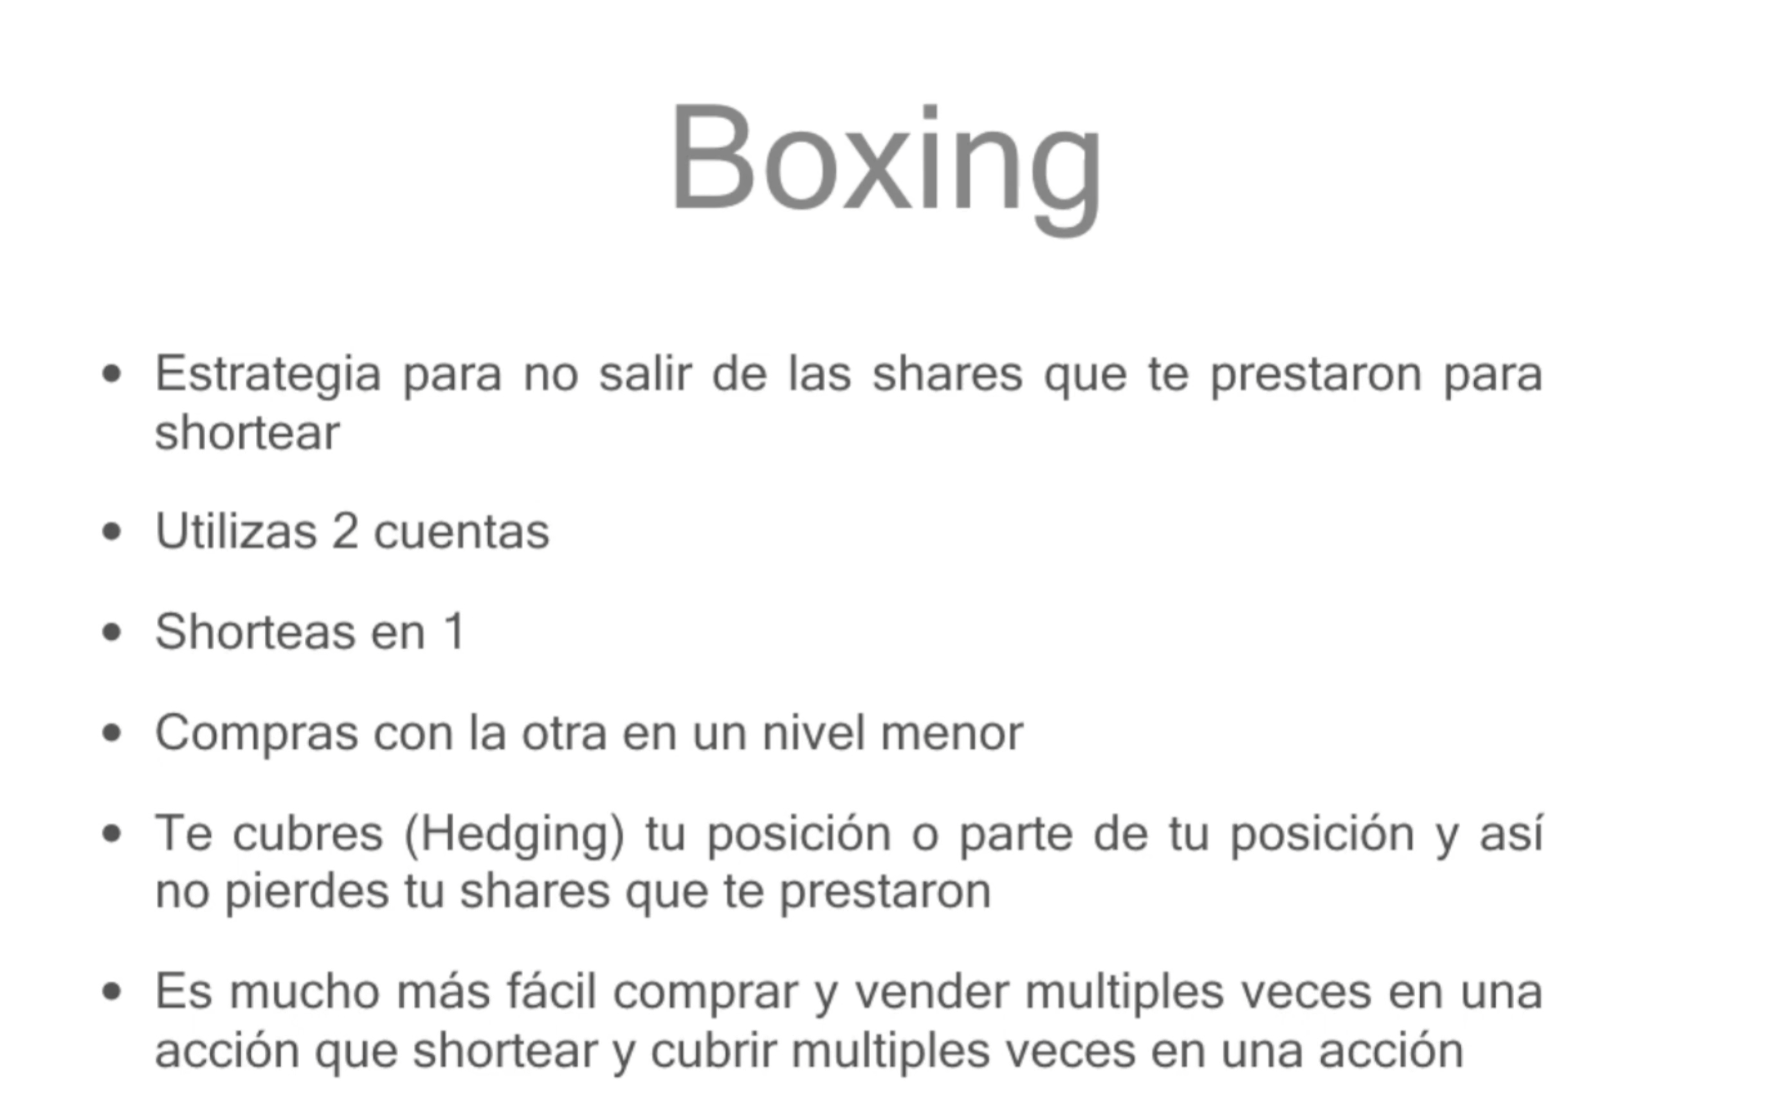 Boxing
• Estrategia para no salir de las shares que te prestaron para
shortear
• Utilizas 2 cuentas
• Shorteas en 1
• Compras con la otra en un nivel menor
• Te cubres (Hedging) tu posición o parte de tu posición y así
no pierdes tu shares que te prestaron
• Es mucho más fácil comprar y vender multiples veces en una
acción que shortear y cubrir multiples veces en una acción